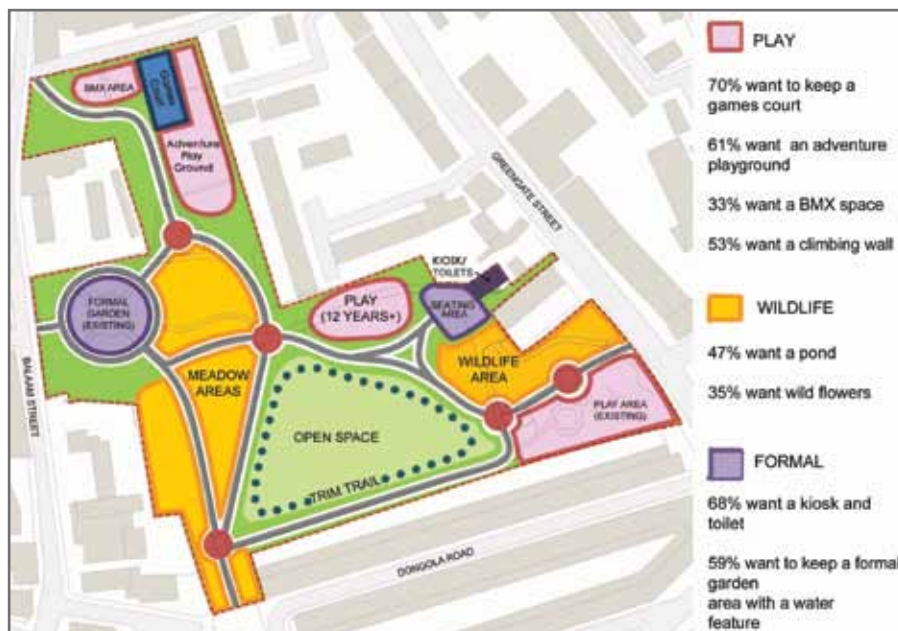 BMX AREA
Games
Court
Adventure
Play
Ground
GREENGATE STREET
KIOSK/
TOILETS
FORMAL
GARDEN
(EXISTING)
PLAY
(12 YEARS+)
SEATING
AREA
MEADOW
AREAS
WILDLIFE
AREA
PLAY AREA
(EXISTING)
BALAAM STREET
OPEN SPACE
TRIM TRAIL
DONGOLA ROAD
PLAY
70% want to keep a
games court
61% want an adventure
playground
33% want a BMX space
53% want a climbing wall
WILDLIFE
47% want a pond
35% want wild flowers
FORMAL
68% want a kiosk and
toilet
59% want to keep a formal
garden
area with a water
feature